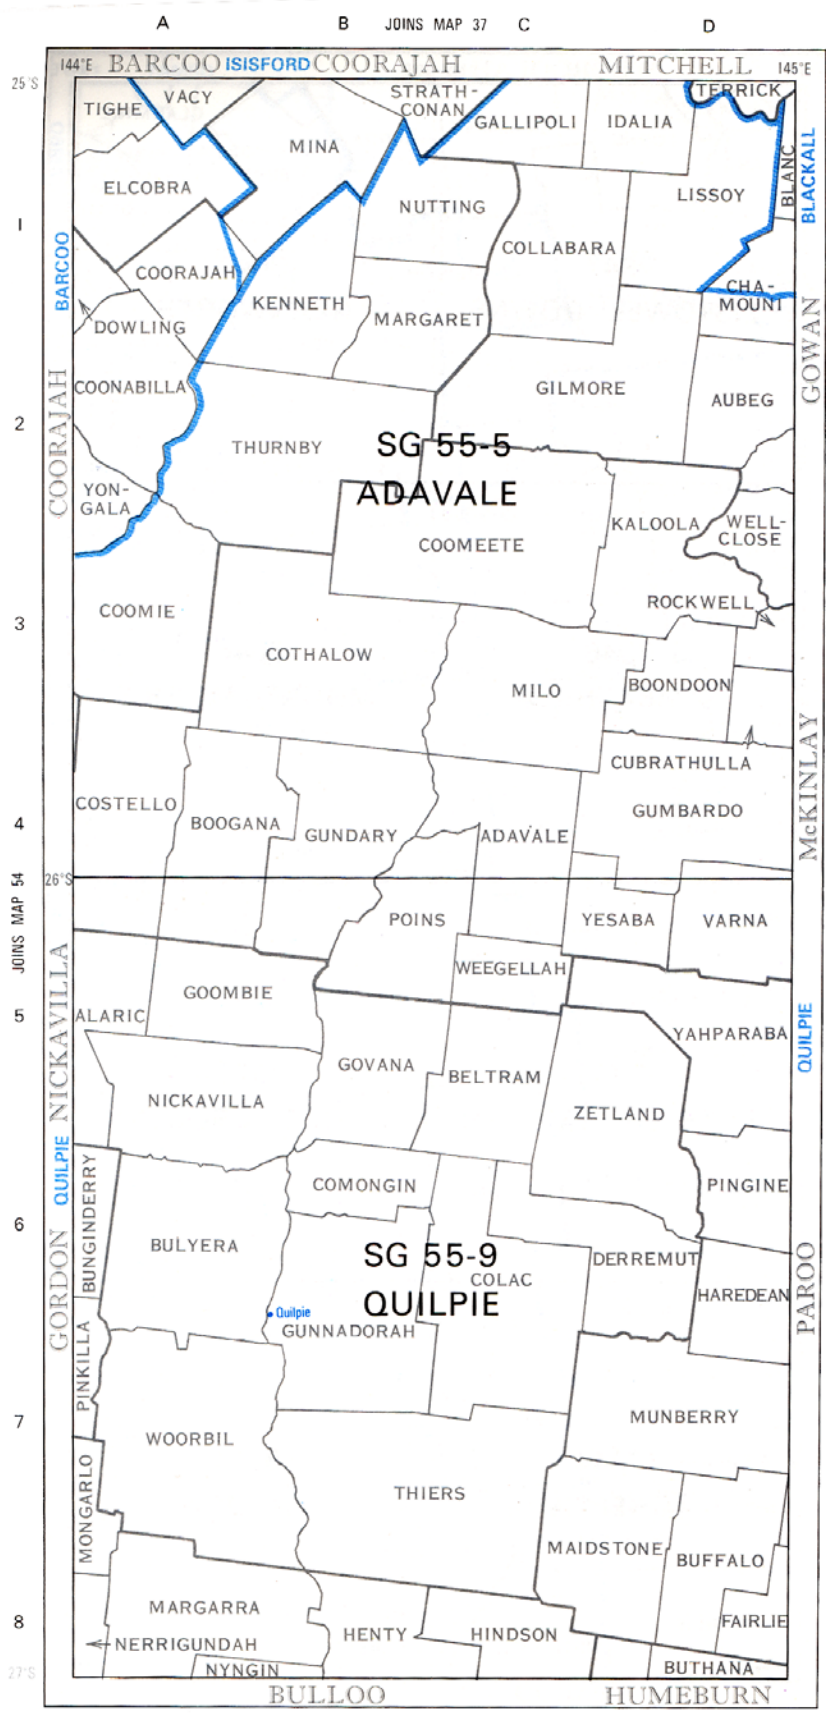 A B JOINS MAP 37 C D
144°E BARCOO ISISFORD COORAJAH MITCHELL 145°E
25°S
TIGHE VACY STRATH-
CONAN GALLIPOLI IDALIA TERRICK
MINA
ELCOBRA NUTTING LISSOY BLANC BLACKALL
1
BARCOO COORAJAH COLLABARA
KENNETH CHA-
MOUNT
DOWLING MARGARET GOWAN
COONABILLA GILMORE AUBEG
COORAJAH
2
THURNBY SG 55-5
ADAVALE
YON-
GALA COOMEETE KALOOLA WELL-
CLOSE
COOMIE ROCKWELL
3
COTHALOW MILO BOONDOON
CUBRATHULLA McKINLAY
COSTELLO BOOGANA GUNDARY ADAVALE GUMBARDO
4
26°S
JOINS MAP 54
POINS YESABA VARNA
WEEGELLAH
NICKAVILLA GOOMBIE
5
ALARIC YAHPARABA QUILPIE
GOVANA BELTRAM
NICKAVILLA ZETLAND
QUILPIE
BUNGINDERRY COMONGIN PINGINE
6
GORDON BULYERA SG 55-9
COLAC DERREMUT HAREDEAN PAROO
QUILPIE
Quilpie
GUNNADORAH
PINKILLA
7
WOORBIL MUNBERRY
MONGARLO THIERS
MAIDSTONE BUFFALO
MARGARRA FAIRLIE
8
HENTY HINDSON
NERRIGUNDAH
NYNGIN BUTHANA
27°S
BULLOO HUMEBURN